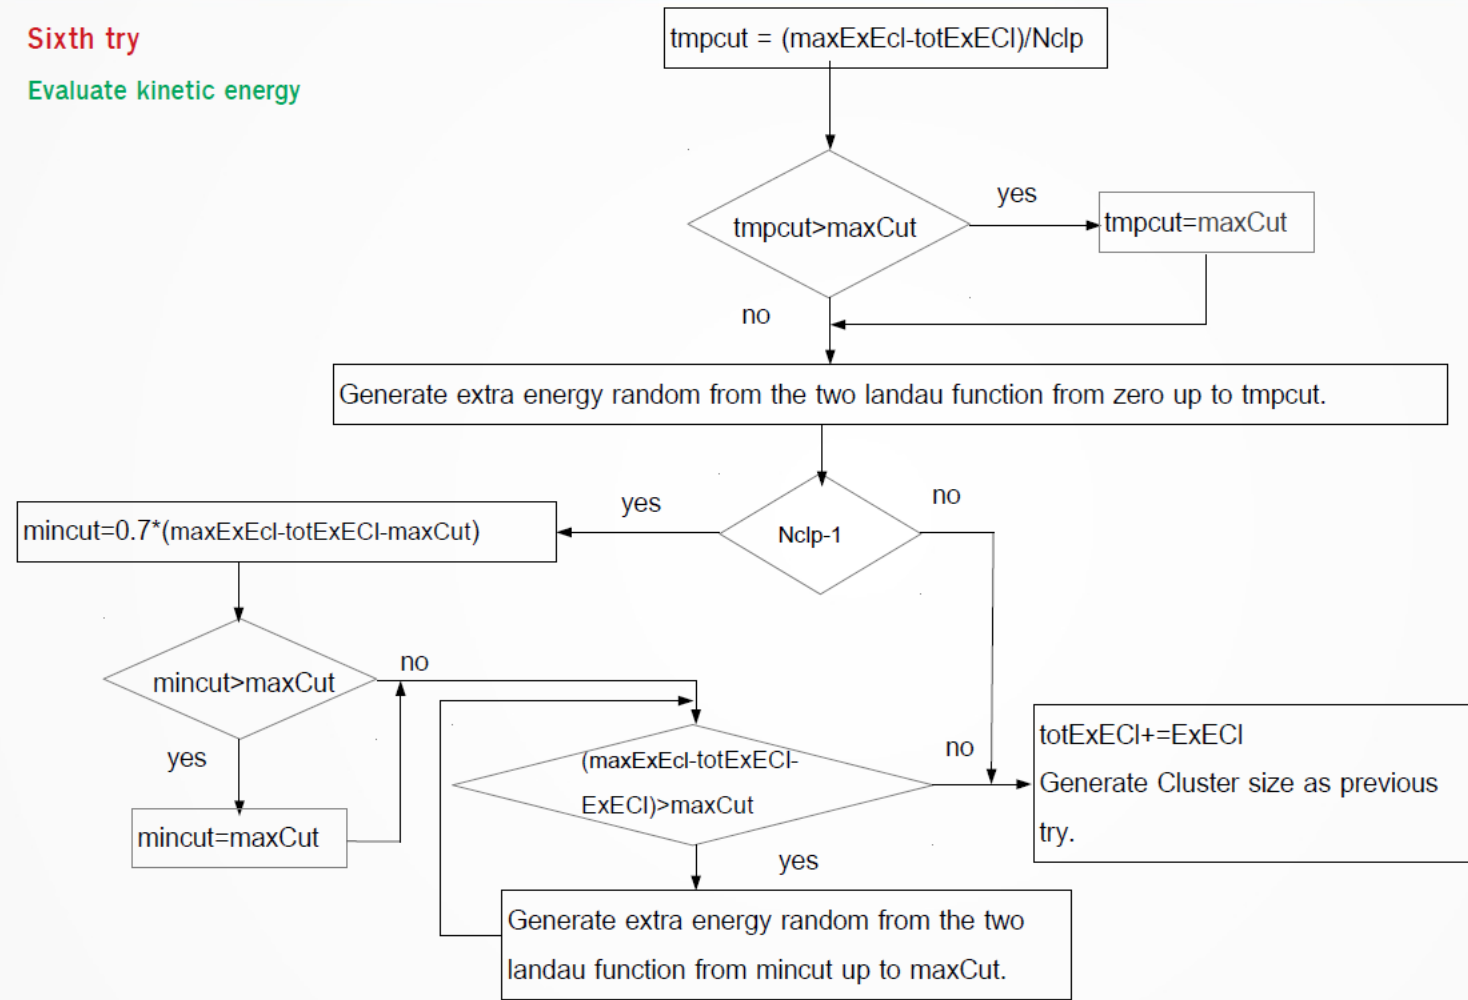 Sixth try
Evaluate kinetic energy
tmpcut = (maxExEcl-totExECl)/Nclp
tmpcut>maxCut
yes
tmpcut=maxCut
no
Generate extra energy random from the two landau function from zero up to tmpcut.
yes
no
Nclp-1
mincut=0.7*(maxExEcl-totExECl-maxCut)
mincut>maxCut
no
yes
mincut=maxCut
(maxExEcl-totExECl-
ExECl)>maxCut
no
yes
totExECl+=ExECl
Generate Cluster size as previous
try.
Generate extra energy random from the two
landau function from mincut up to maxCut.